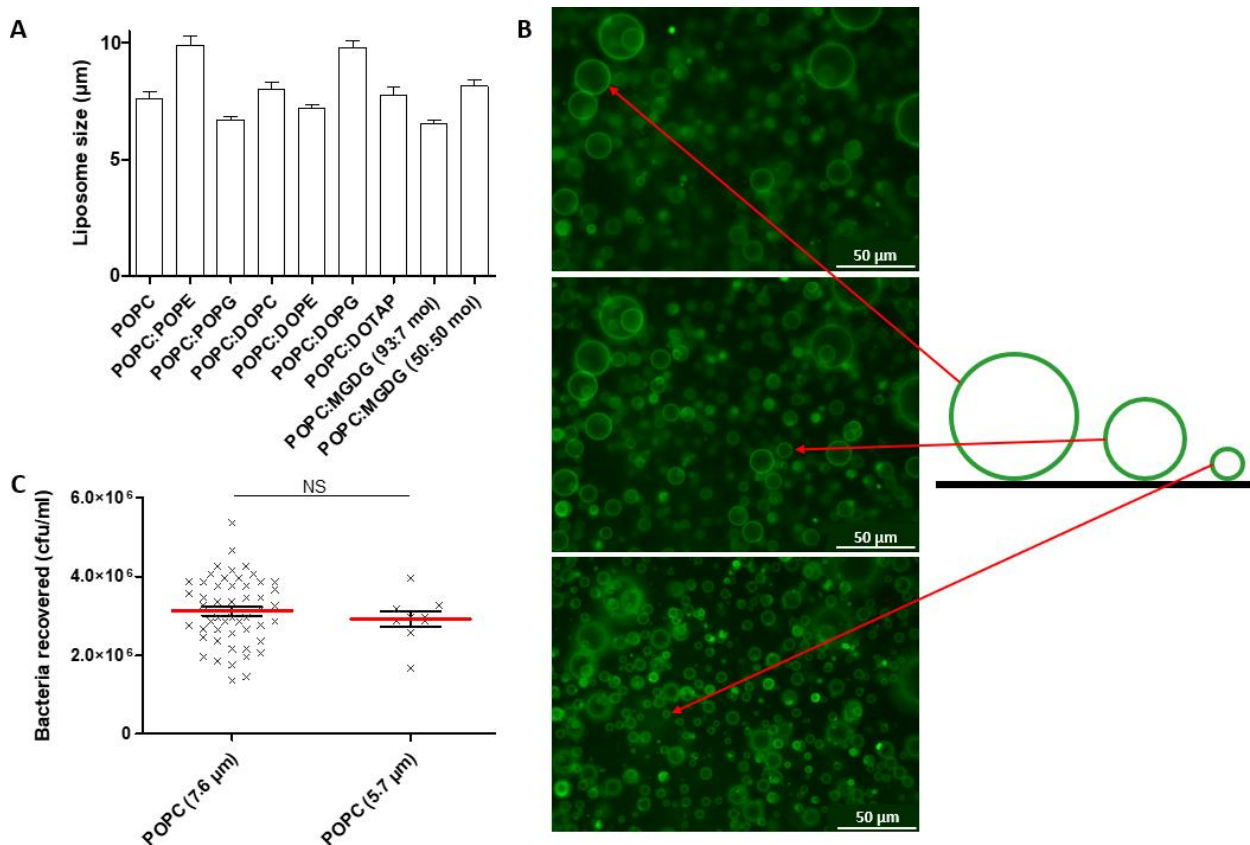 A
Liposome size (µm)
10
5
0
POPC
POPC:POPE
POPC:POPG
POPC:DOPC
POPC:DOPE
POPC:DOPG
POPC:DOTAP
POPC:MGDG (93:7 mol)
POPC:MGDG (50:50 mol)
B
50 µm
50 µm
50 µm
C
NS
Bacteria recovered (cfu/ml)
6.0×10⁶
4.0×10⁶
2.0×10⁶
0
POPC (7.6 µm)
POPC (5.7 µm)